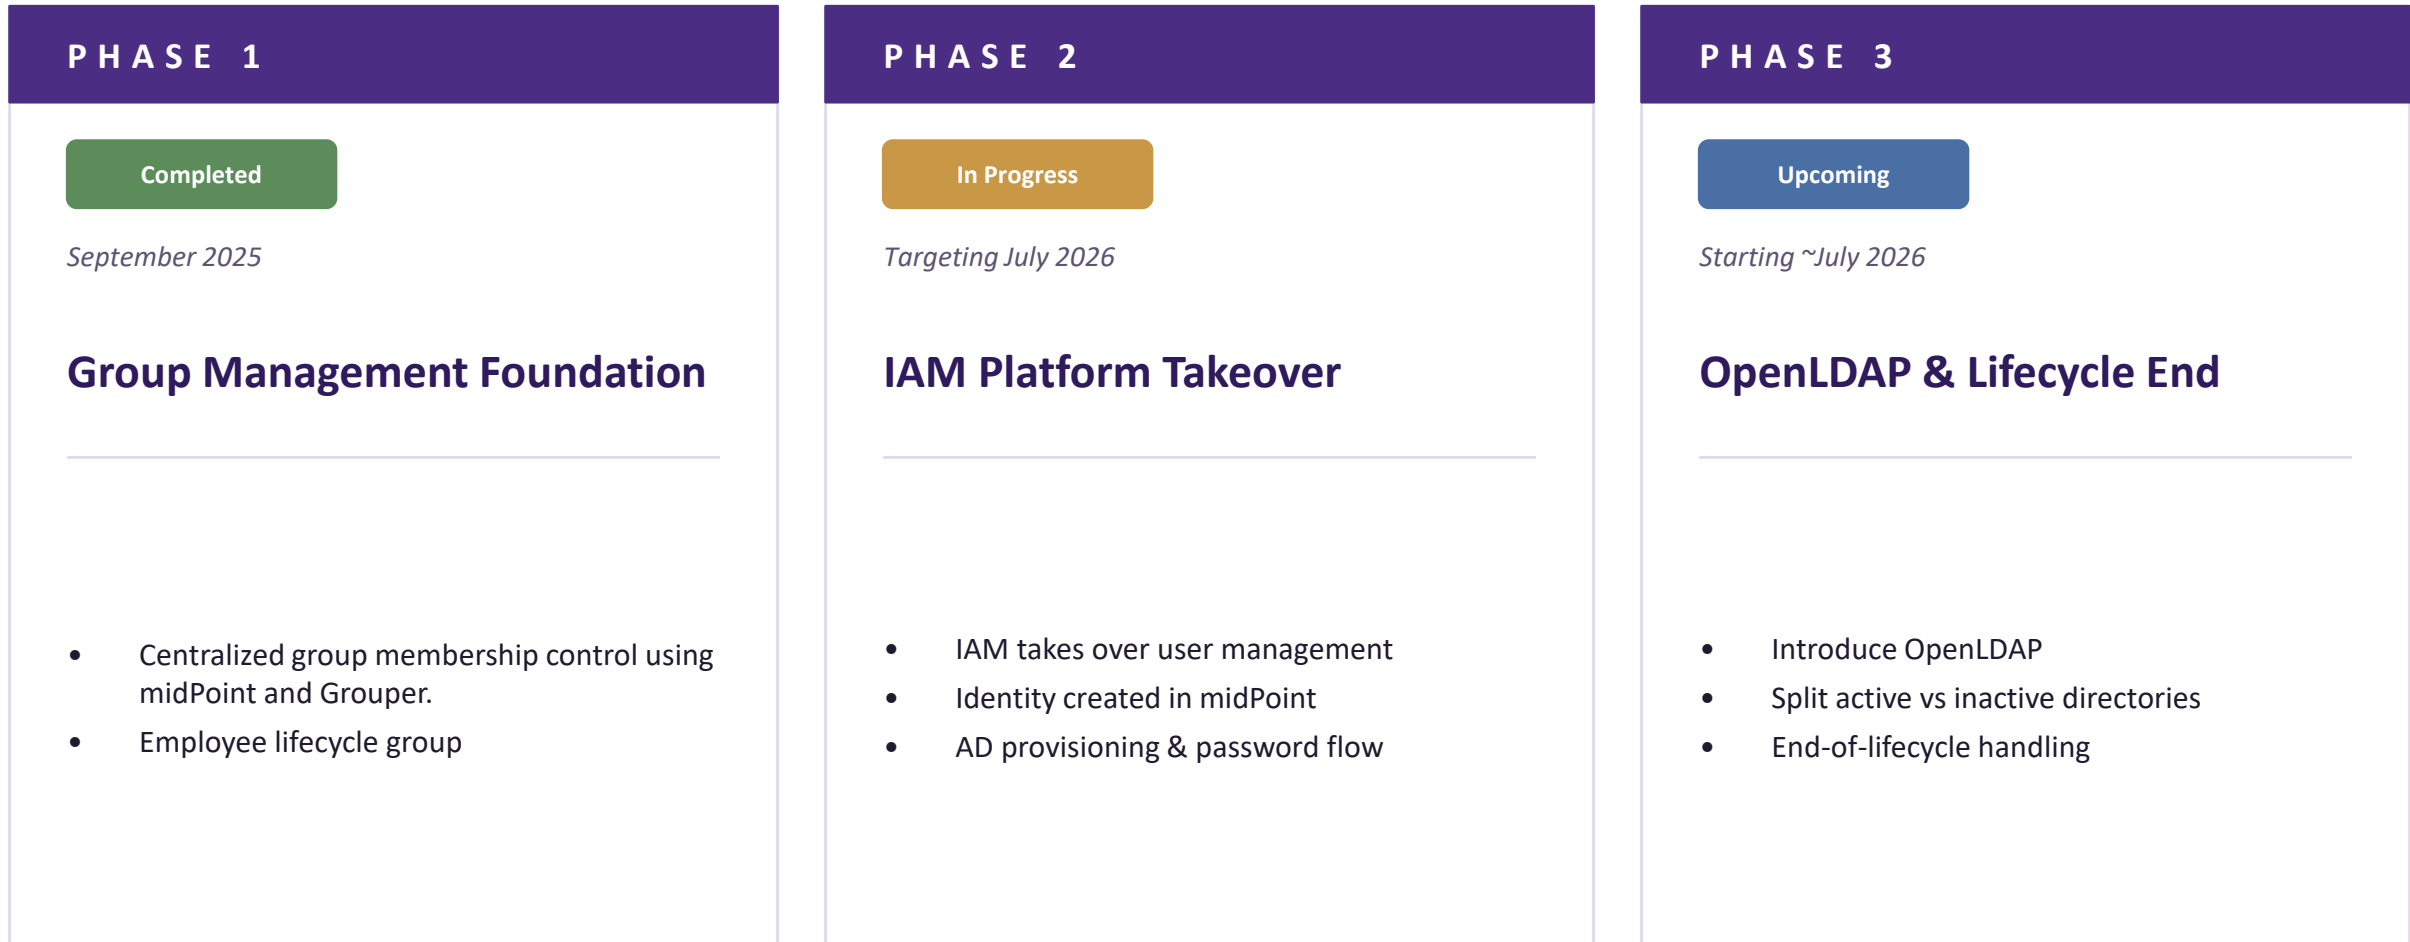 PHASE 1
Completed
September 2025
Group Management Foundation
• Centralized group membership control using
midPoint and Grouper.
• Employee lifecycle group
PHASE 2
In Progress
Targeting July 2026
IAM Platform Takeover
• IAM takes over user management
• Identity created in midPoint
• AD provisioning & password flow
PHASE 3
Upcoming
Starting ~July 2026
OpenLDAP & Lifecycle End
• Introduce OpenLDAP
• Split active vs inactive directories
• End-of-lifecycle handling